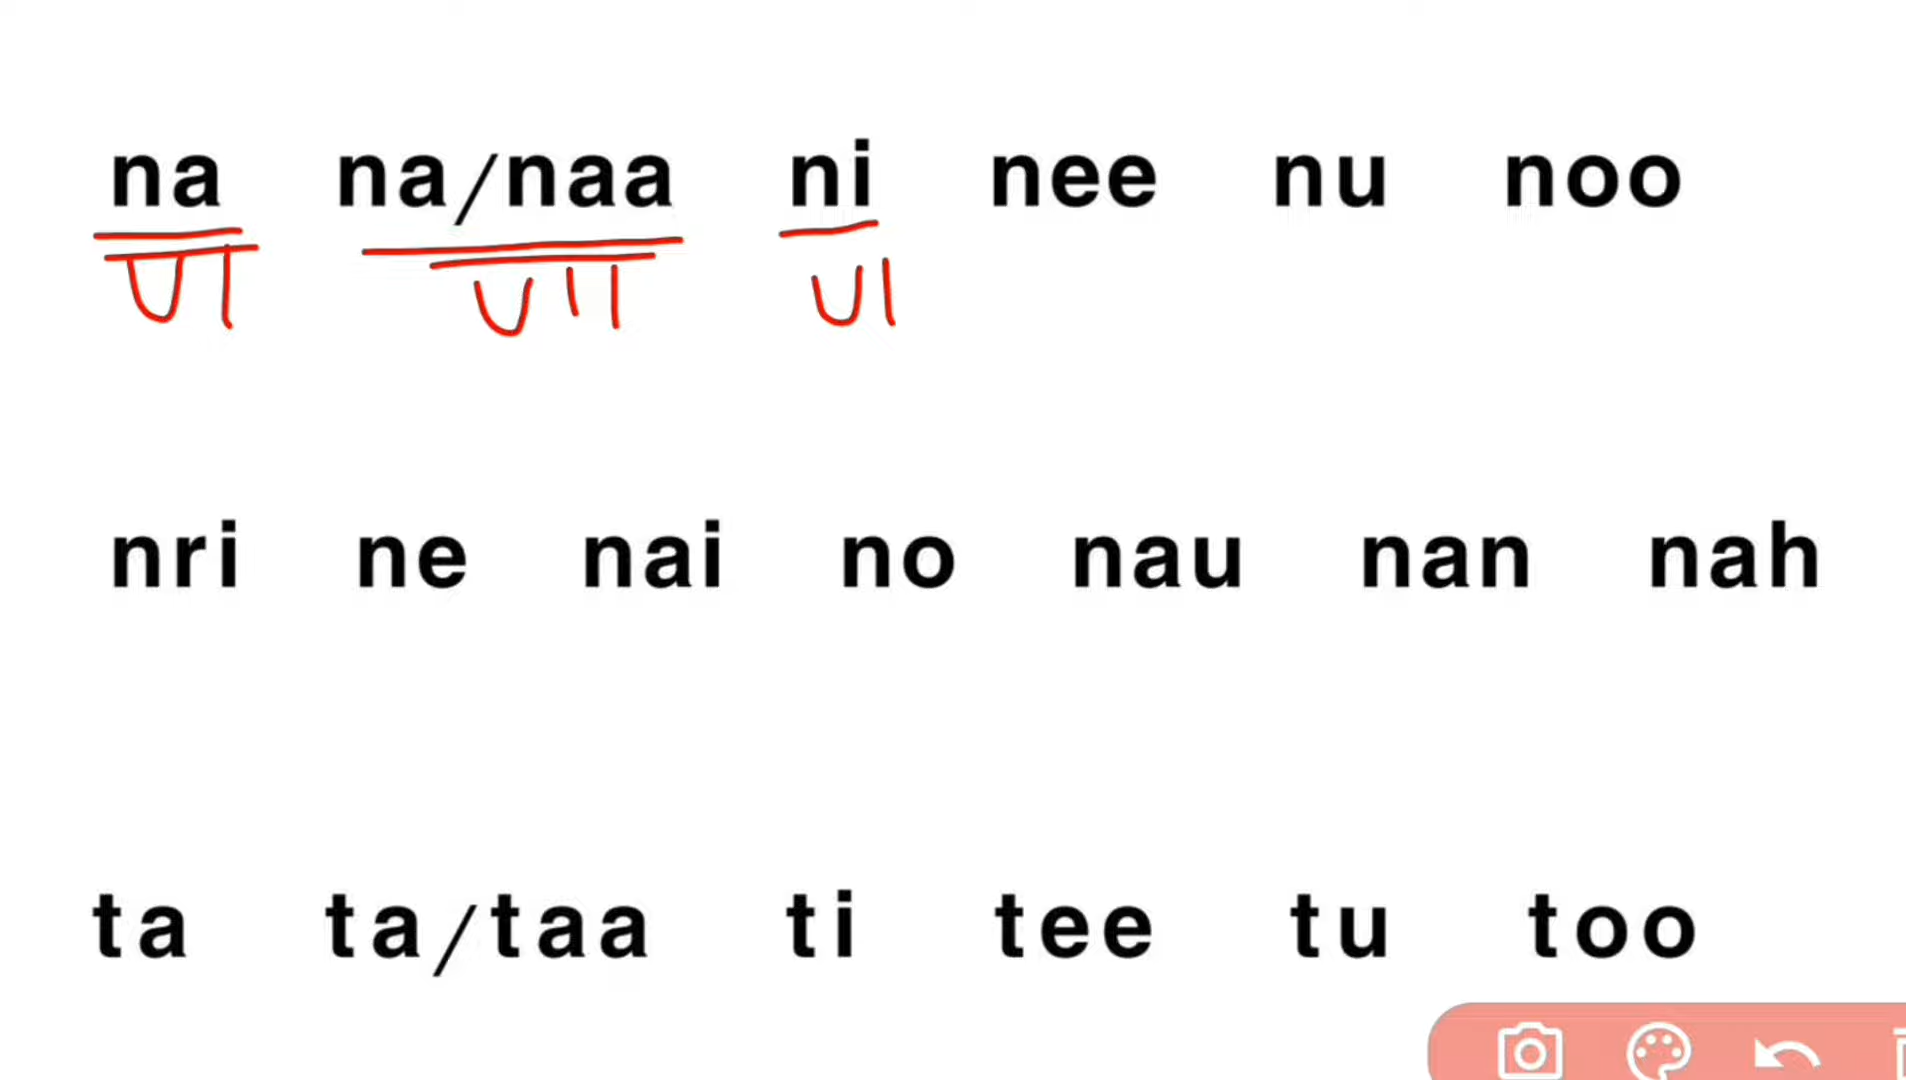 na na/naa ni nee nu noo
nri ne nai no nau nan nah
ta ta/taa ti tee tu too